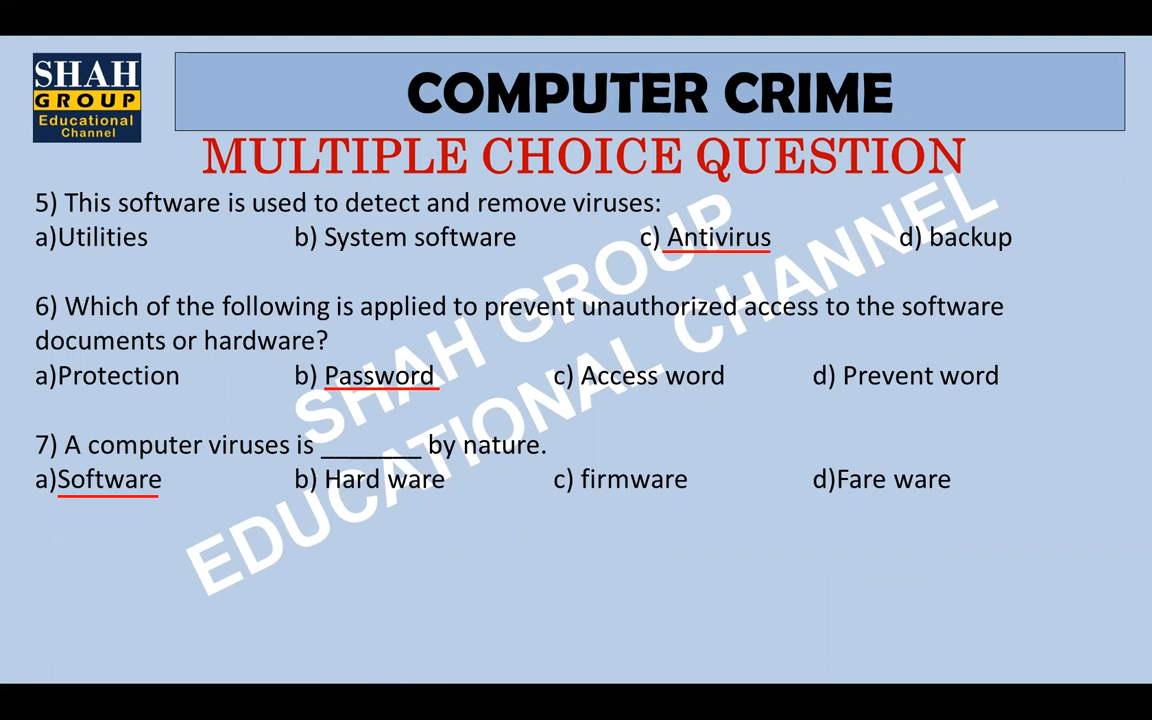 SHAH
GROUP
Educational
Channel
COMPUTER CRIME
MULTIPLE CHOICE QUESTION
5) This software is used to detect and remove viruses:
a)Utilities b) System software c) Antivirus d) backup
6) Which of the following is applied to prevent unauthorized access to the software
documents or hardware?
a)Protection b) Password c) Access word d) Prevent word
7) A computer viruses is _______ by nature.
a)Software b) Hard ware c) firmware d)Fare ware
SHAH GROUP
EDUCATIONAL CHANNEL